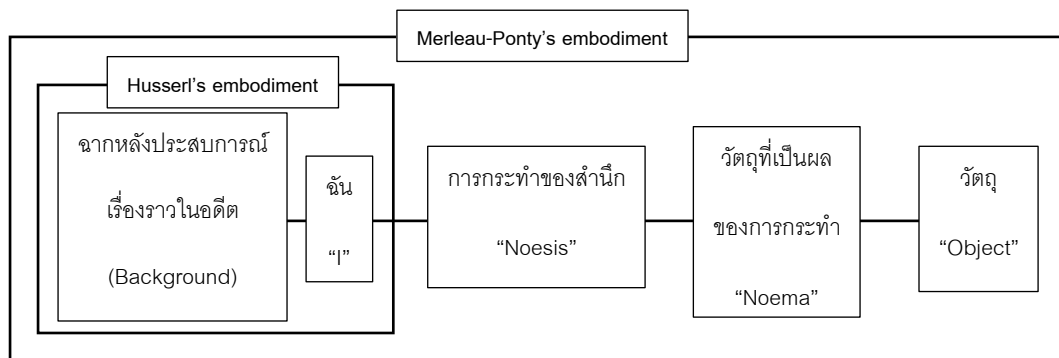 Merleau-Ponty's embodiment
Husserl's embodiment
ฉากหลังประสบการณ์
เรื่องราวในอดีต
(Background)
ฉัน
“I”
การกระทำของสำนึก
“Noesis”
วัตถุที่เป็นผล
ของการกระทำ
“Noema”
วัตถุ
“Object”